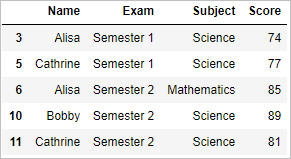 Name Exam Subject Score
3 Alisa Semester 1 Science 74
5 Cathrine Semester 1 Science 77
6 Alisa Semester 2 Mathematics 85
10 Bobby Semester 2 Science 89
11 Cathrine Semester 2 Science 81